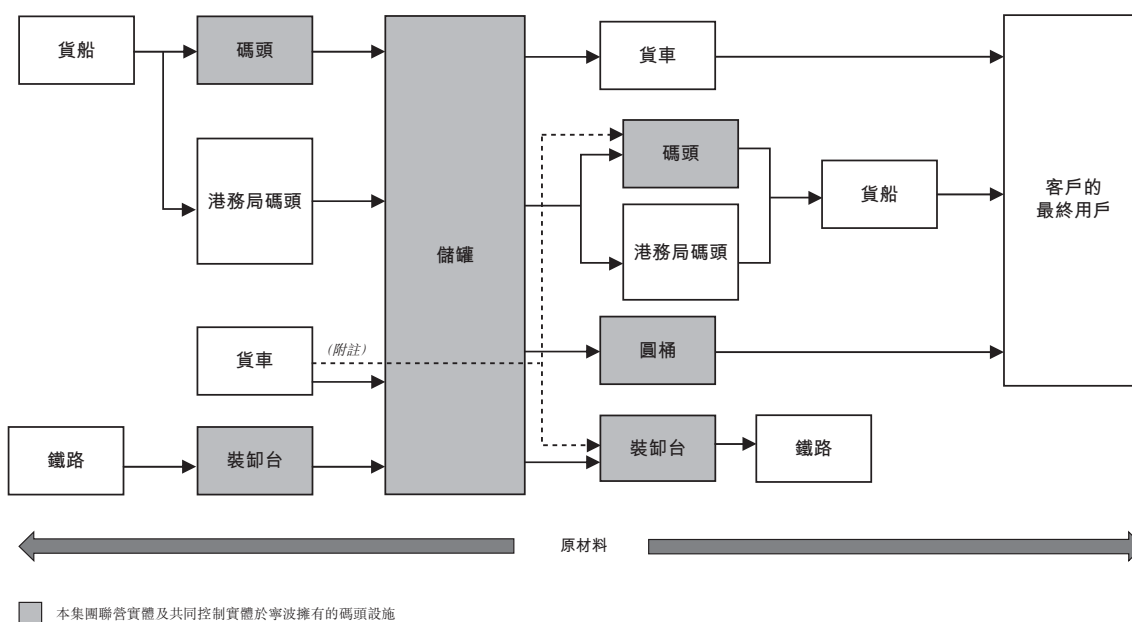 貨船
碼頭
港務局碼頭
貨車
(附註)
鐵路
裝卸台
儲罐
貨車
碼頭
港務局碼頭
貨船
圓桶
裝卸台
鐵路
客戶的
最終用戶
原材料
本集團聯營實體及共同控制實體於寧波擁有的碼頭設施